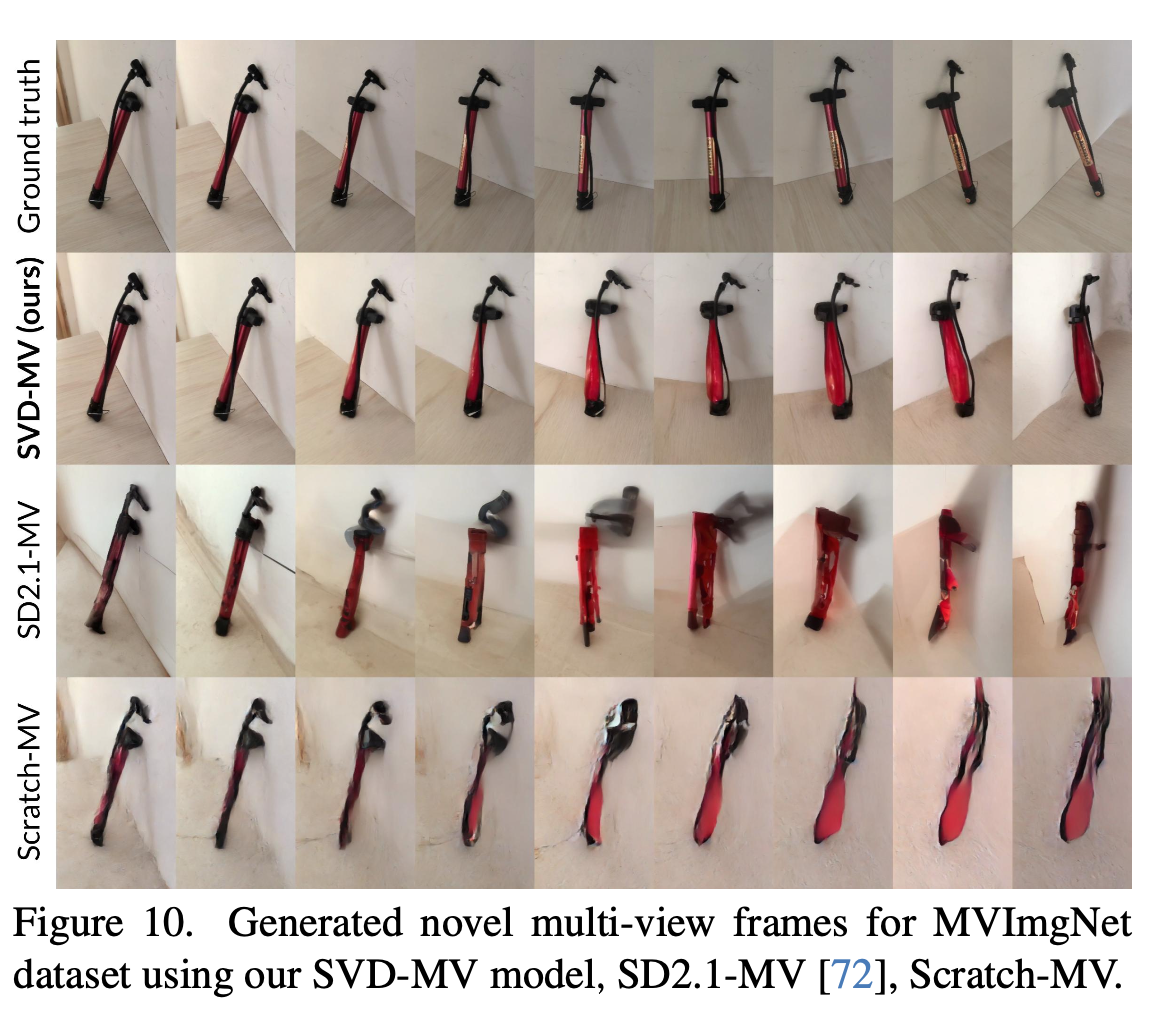 Ground truth
SVD-MV (ours)
SD2.1-MV
Scratch-MV
Figure 10. Generated novel multi-view frames for MVImgNet
dataset using our SVD-MV model, SD2.1-MV [72], Scratch-MV.